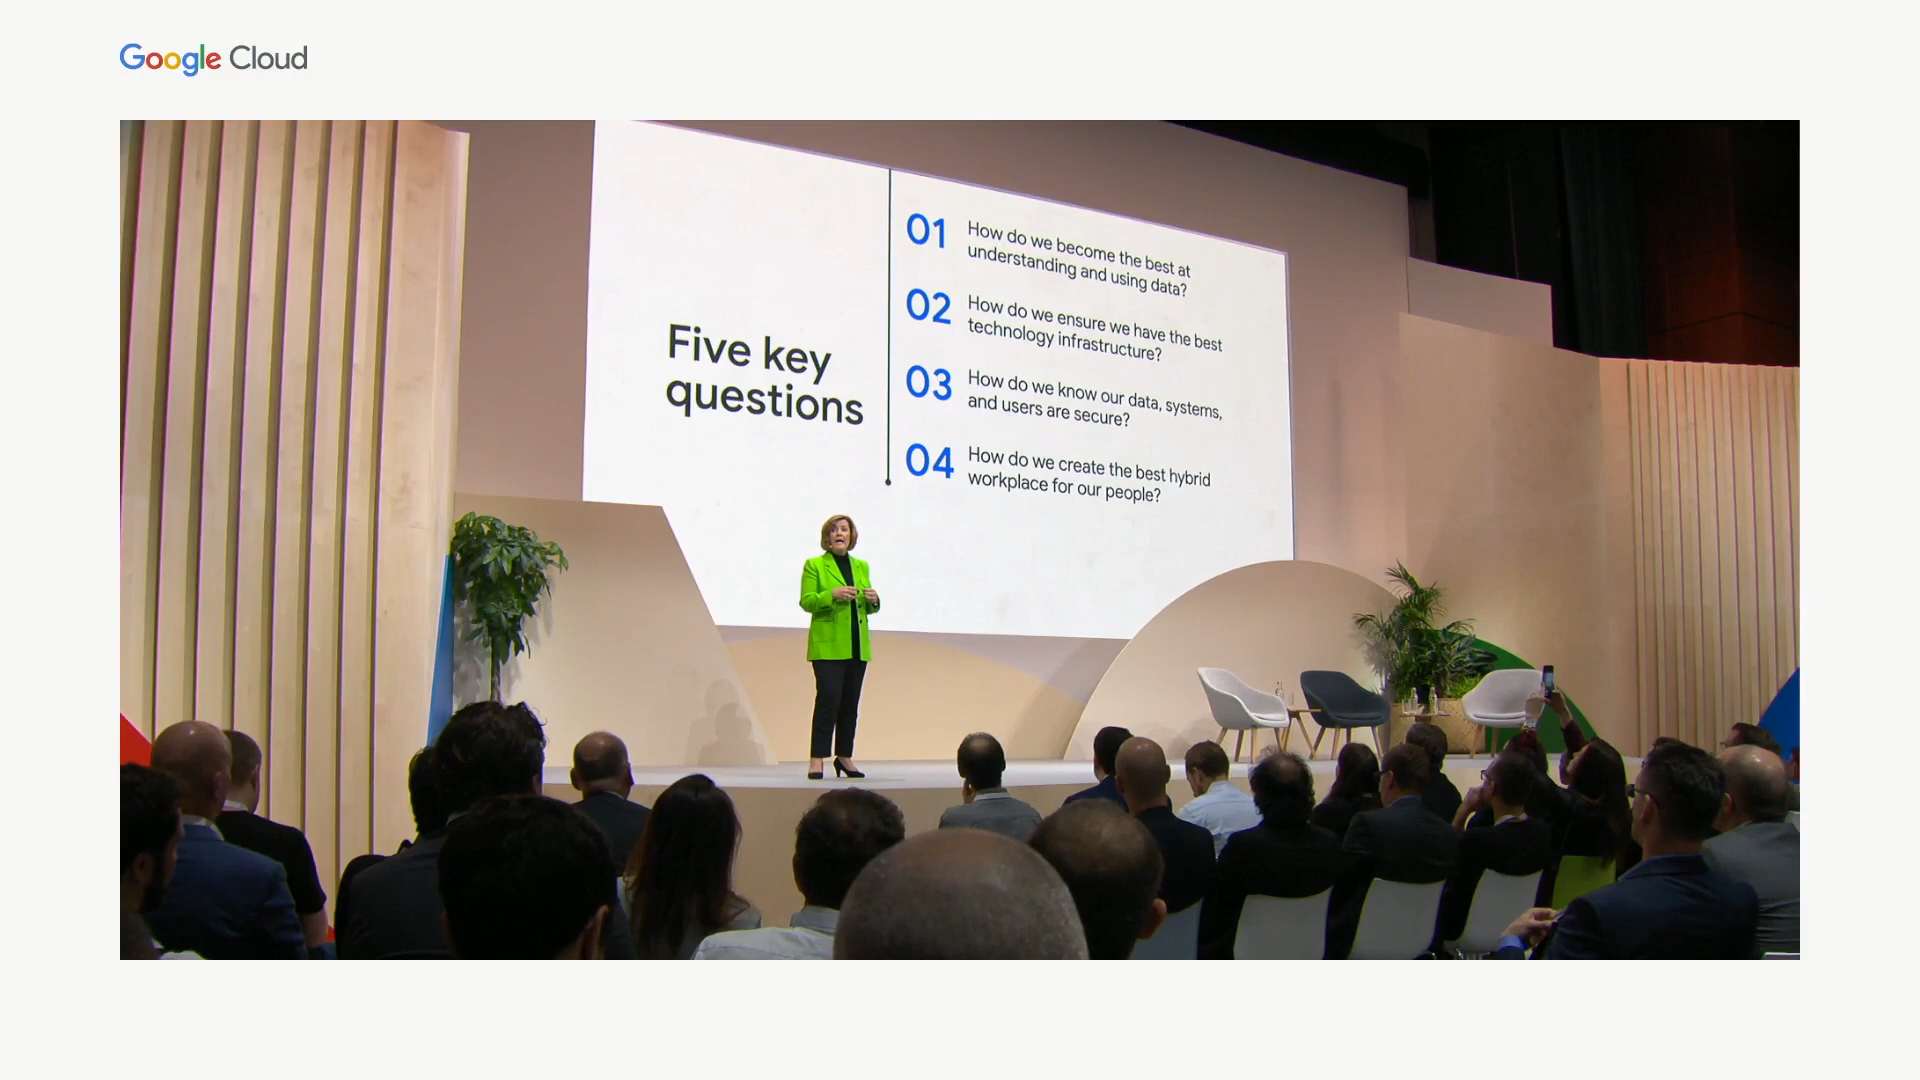 Google Cloud
Five key
questions
01
How do we become the best at
understanding and using data?
02
How do we ensure we have the best
technology infrastructure?
03
How do we know our data, systems,
and users are secure?
04
How do we create the best hybrid
workplace for our people?